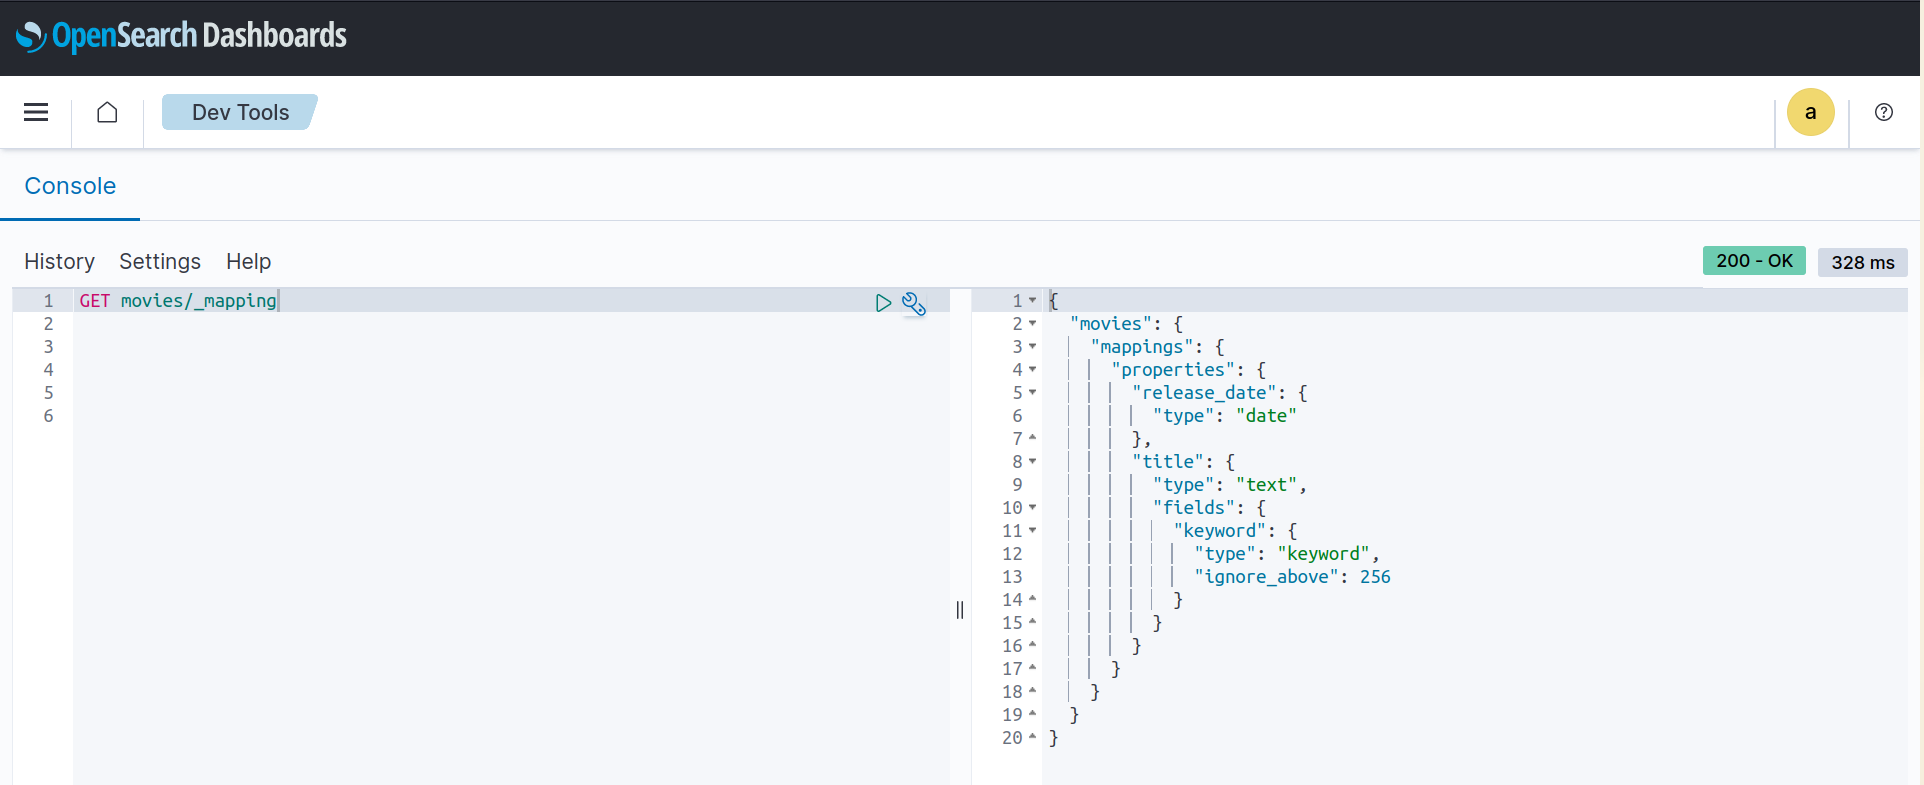 OpenSearch Dashboards
Dev Tools
a
Console
History Settings Help
200 - OK 328 ms
1 GET movies/_mapping
2
3
4
5
6
1 {
2 "movies": {
3 "mappings": {
4 "properties": {
5 "release_date": {
6 "type": "date"
7 },
8 "title": {
9 "type": "text",
10 "fields": {
11 "keyword": {
12 "type": "keyword",
13 "ignore_above": 256
14 }
15 }
16 }
17 }
18 }
19 }
20 }